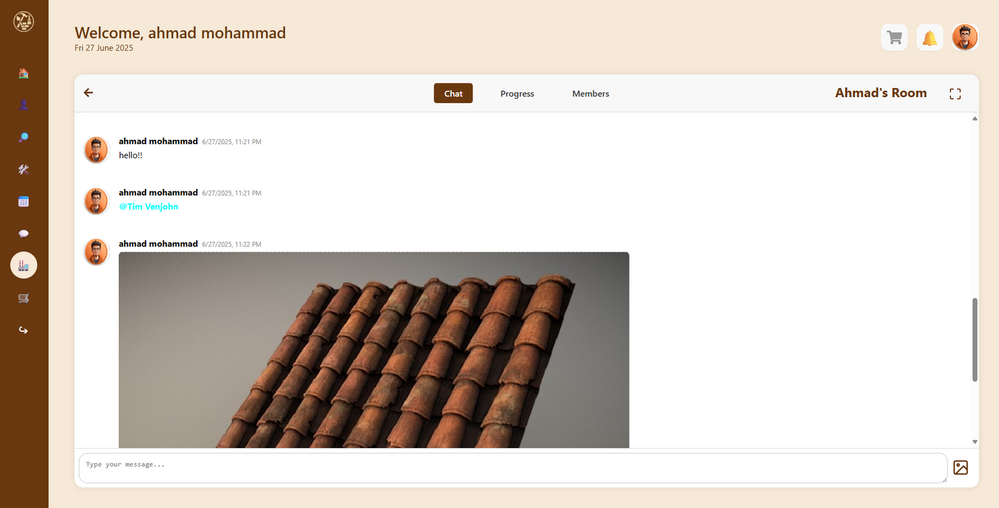 Welcome, ahmad mohammad
Fri 27 June 2025
Chat
Progress
Members
Ahmad's Room
ahmad mohammad 6/27/2025, 11:21 PM
hello!!
ahmad mohammad 6/27/2025, 11:21 PM
@Tim Venjohn
ahmad mohammad 6/27/2025, 11:22 PM
Type your message...